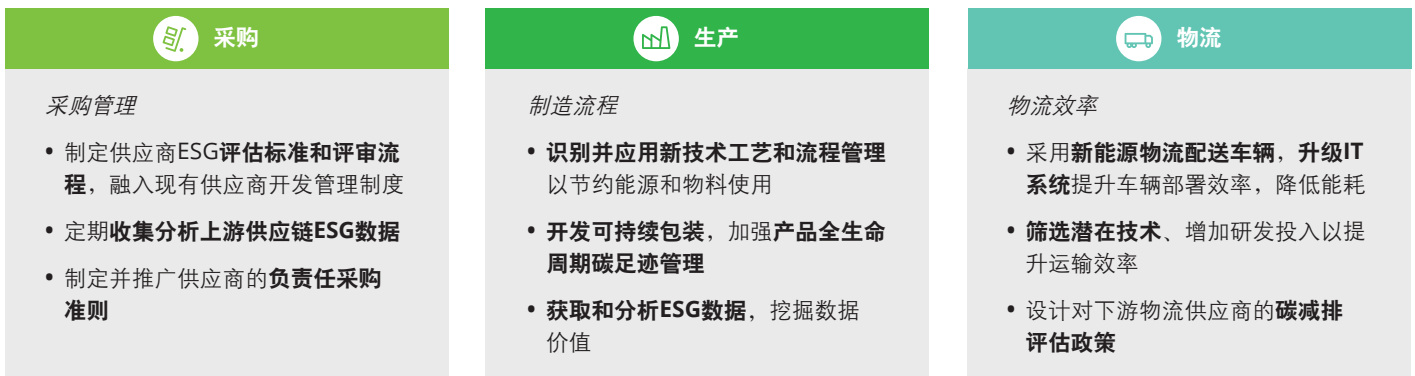 采购
采购管理
• 制定供应商ESG评估标准和评审流
程，融入现有供应商开发管理制度
• 定期收集分析上游供应链ESG数据
• 制定并推广供应商的负责任采购
准则
生产
制造流程
• 识别并应用新技术工艺和流程管理
以节约能源和物料使用
• 开发可持续包装，加强产品全生命
周期碳足迹管理
• 获取和分析ESG数据，挖掘数据
价值
物流
物流效率
• 采用新能源物流配送车辆，升级IT
系统提升车辆部署效率，降低能耗
• 筛选潜在技术、增加研发投入以提
升运输效率
• 设计对下游物流供应商的碳减排
评估政策